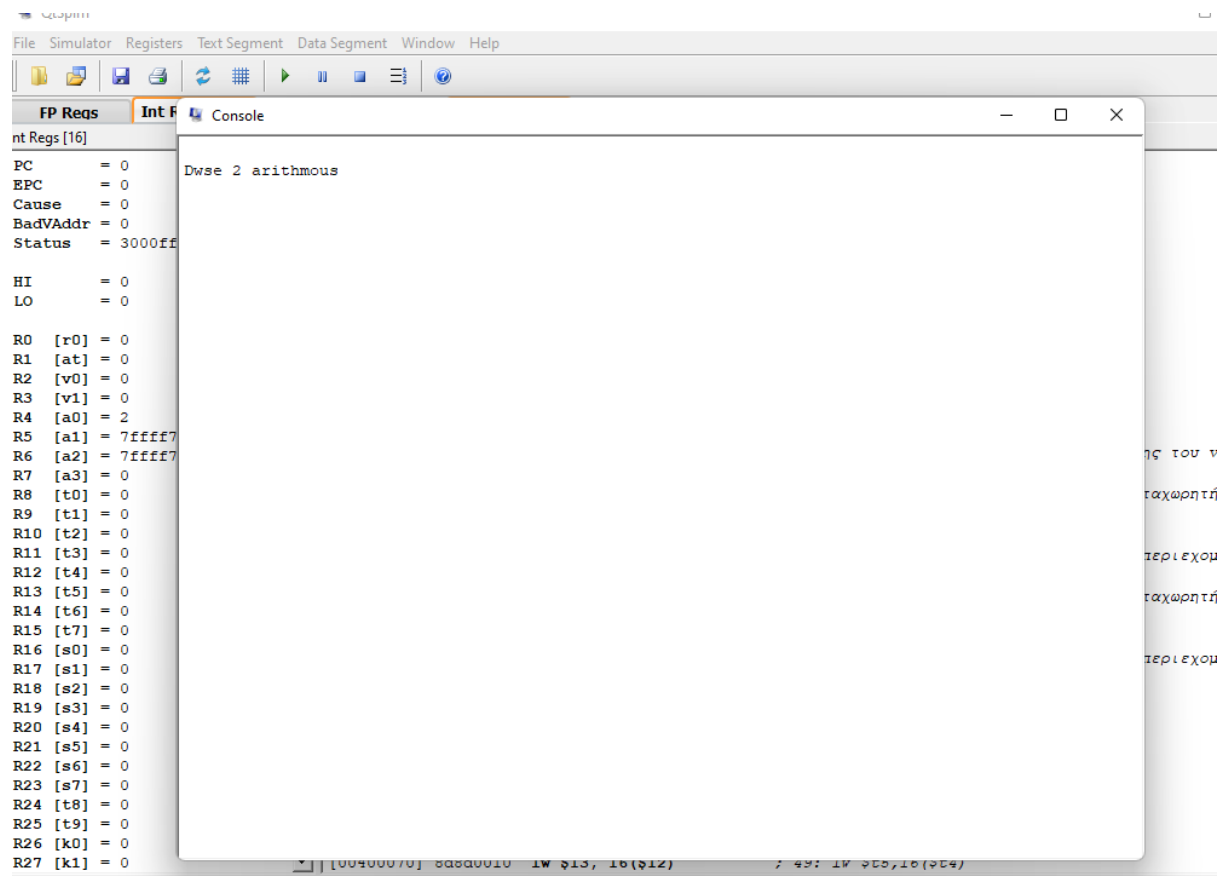 QtSpim
File Simulator Registers Text Segment Data Segment Window Help
FP Regs Int R
Console
nt Regs [16]
PC = 0
EPC = 0
Cause = 0
BadVAddr = 0
Status = 3000ff
HI = 0
LO = 0
R0 [r0] = 0
R1 [at] = 0
R2 [v0] = 0
R3 [v1] = 0
R4 [a0] = 2
R5 [a1] = 7ffff7
R6 [a2] = 7ffff7
R7 [a3] = 0
R8 [t0] = 0
R9 [t1] = 0
R10 [t2] = 0
R11 [t3] = 0
R12 [t4] = 0
R13 [t5] = 0
R14 [t6] = 0
R15 [t7] = 0
R16 [s0] = 0
R17 [s1] = 0
R18 [s2] = 0
R19 [s3] = 0
R20 [s4] = 0
R21 [s5] = 0
R22 [s6] = 0
R23 [s7] = 0
R24 [t8] = 0
R25 [t9] = 0
R26 [k0] = 0
R27 [k1] = 0
Dwse 2 arithmous
ης του ν
ταχωρητή
περιεχομ
ταχωρητή
περιεχομ
[00400070] 8d8d0010 lw $13, 16($12) ; 49: lw $t5,16($t4)